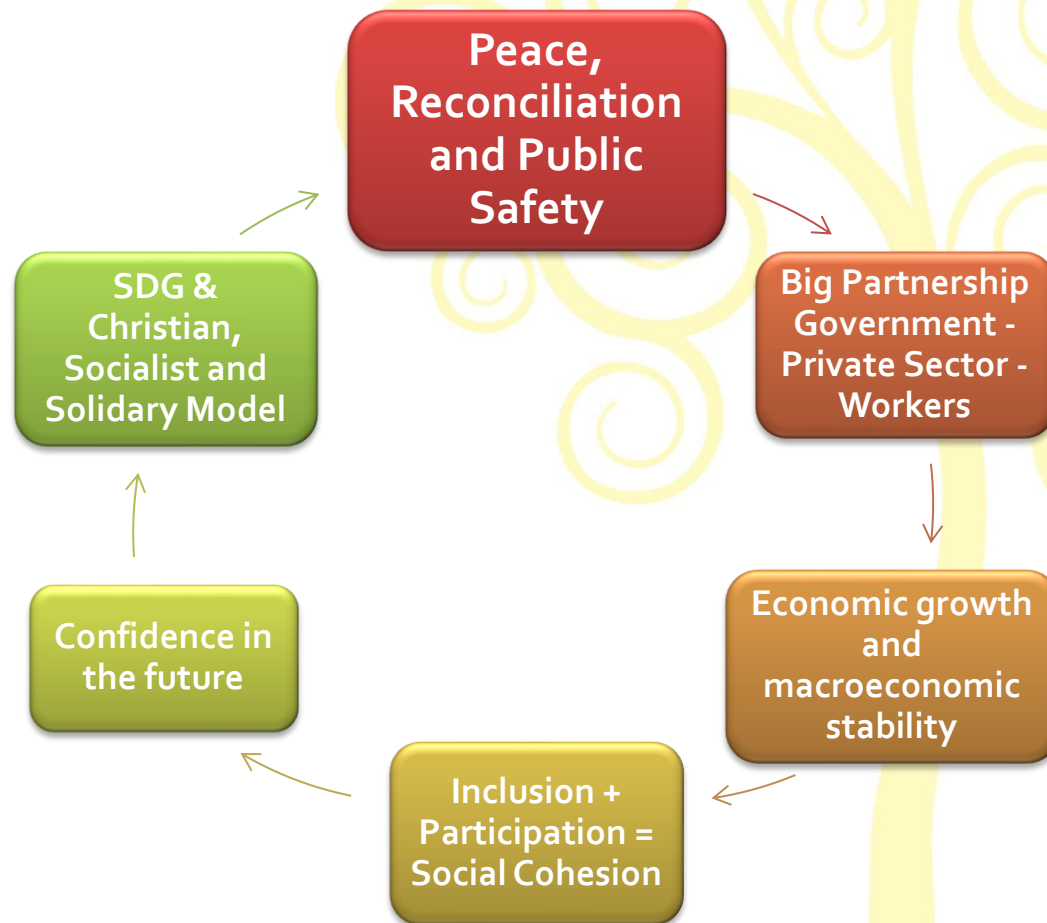 Peace,
Reconciliation
and Public
Safety
Big Partnership
Government -
Private Sector -
Workers
Economic growth
and
macroeconomic
stability
Inclusion +
Participation =
Social Cohesion
Confidence in
the future
SDG &
Christian,
Socialist and
Solidary Model